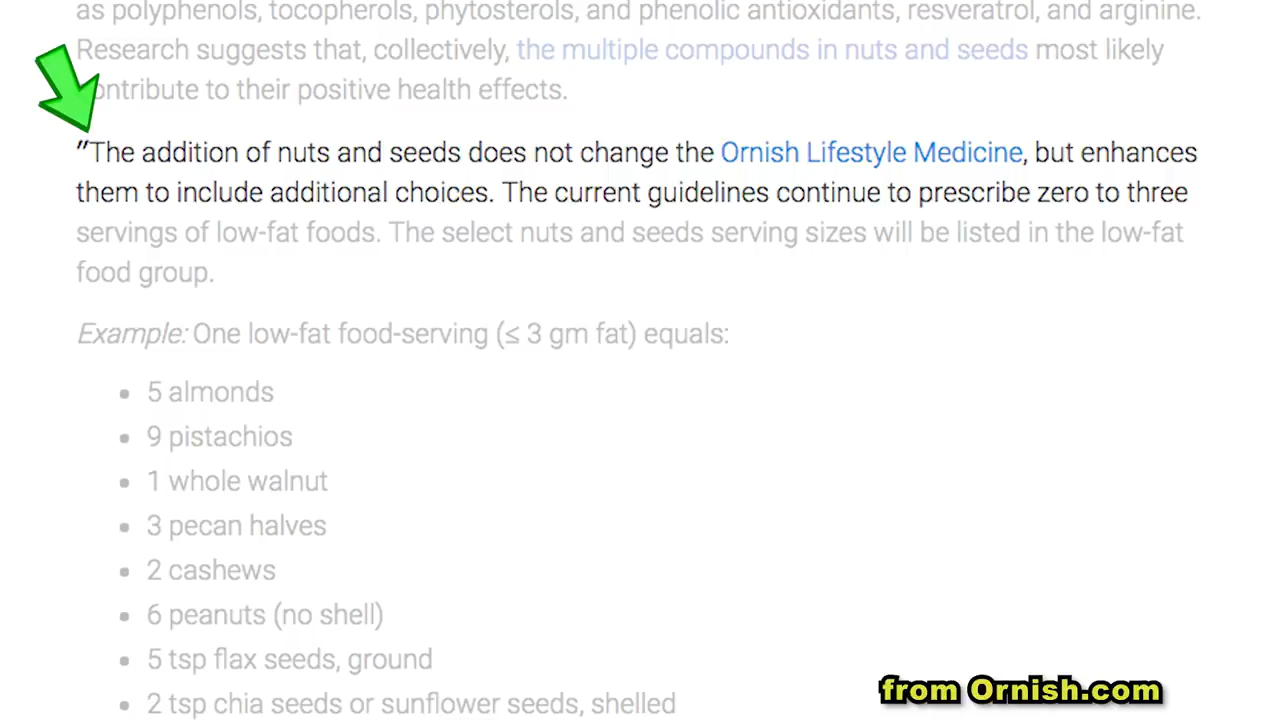 as polyphenols, tocopherols, phytosterols, and phenolic antioxidants, resveratrol, and arginine.
Research suggests that, collectively, the multiple compounds in nuts and seeds most likely
contribute to their positive health effects.
"The addition of nuts and seeds does not change the Ornish Lifestyle Medicine, but enhances
them to include additional choices. The current guidelines continue to prescribe zero to three
servings of low-fat foods. The select nuts and seeds serving sizes will be listed in the low-fat
food group.
Example: One low-fat food-serving (≤ 3 gm fat) equals:
• 5 almonds
• 9 pistachios
• 1 whole walnut
• 3 pecan halves
• 2 cashews
• 6 peanuts (no shell)
• 5 tsp flax seeds, ground
• 2 tsp chia seeds or sunflower seeds, shelled
from Ornish.com